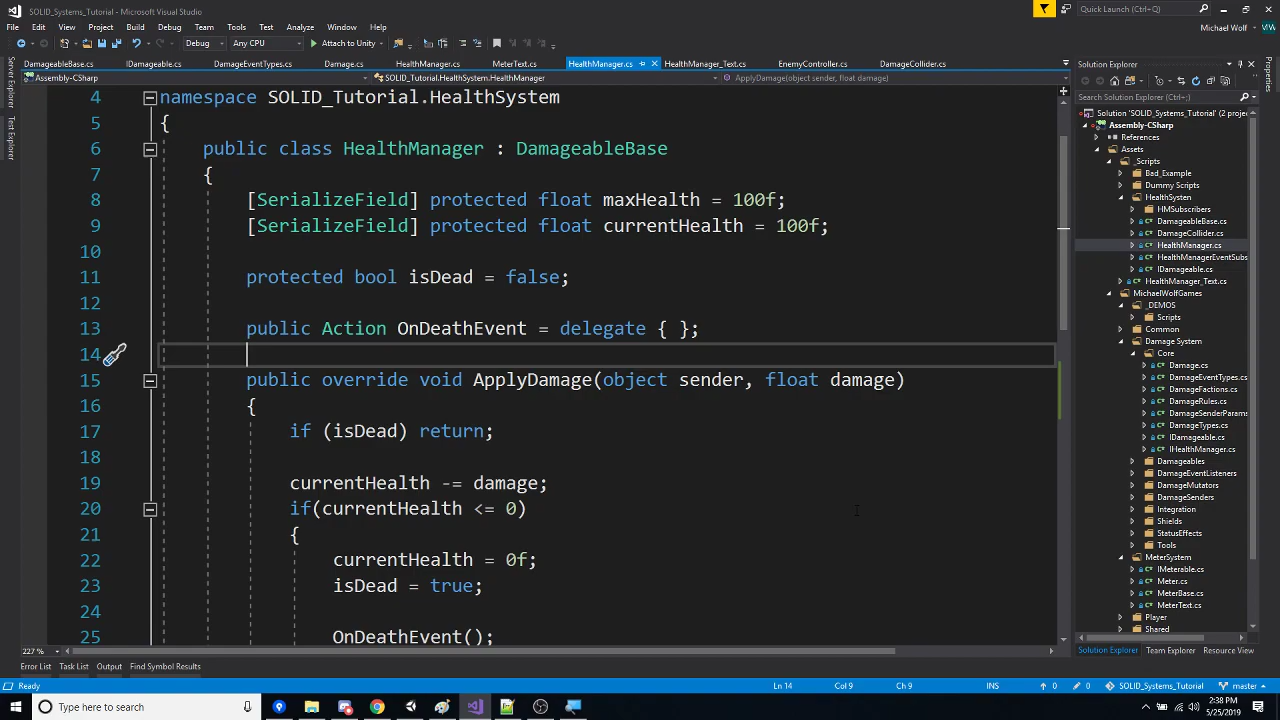 SOLID_Systems_Tutorial - Microsoft Visual Studio
Quick Launch (Ctrl+Q)
File Edit View Project Build Debug Team Tools Test Analyze Window Help
Michael Wolf
Debug Any CPU Attach to Unity
DamageableBase.cs IDamageable.cs DamageEventTypes.cs Damage.cs HealthManager.cs MeterText.cs HealthManager.cs HealthManager_Text.cs EnemyController.cs DamageCollider.cs
Assembly-CSharp SOLID_Tutorial.HealthSystem.HealthManager ApplyDamage(object sender, float damage)
Server Explorer
Test Explorer
4 namespace SOLID_Tutorial.HealthSystem
5 {
6 public class HealthManager : DamageableBase
7 {
8 [SerializeField] protected float maxHealth = 100f;
9 [SerializeField] protected float currentHealth = 100f;
10
11 protected bool isDead = false;
12
13 public Action OnDeathEvent = delegate { };
14
15 public override void ApplyDamage(object sender, float damage)
16 {
17 if (isDead) return;
18
19 currentHealth -= damage;
20 if(currentHealth <= 0)
21 {
22 currentHealth = 0f;
23 isDead = true;
24
25 OnDeathEvent();
227 %
Solution Explorer
Search Solution Explorer (Ctrl+;)
Solution 'SOLID_Systems_Tutorial' (2 projec
Assembly-CSharp
References
Assets
_Scripts
Bad_Example
Dummy Scripts
HealthSysten
HMSubscribers
DamageableBase.cs
DamageCollider.cs
HealthManager.cs
HealthManagerEventSubs
IDamageable.cs
HealthManager_Text.cs
MichaelWolfGames
_DEMOS
Scripts
Common
Damage System
Core
Damage.cs
DamageEventTypes.cs
DamageFactions.cs
DamageRules.cs
DamageSenderParams
DamageTypes.cs
IDamageable.cs
IHealthManager.cs
Damageables
DamageEventListeners
DamageMutators
DamageSenders
Integration
Shields
StatusEffects
Tools
MeterSystem
IMeterable.cs
Meter.cs
MeterBase.cs
MeterText.cs
Player
Shared
Solution Explorer Team Explorer Resource View
Properties
Error List Task List Output Find Symbol Results
Ready Ln 14 Col 9 Ch 9 INS 0 0 SOLID_Systems_Tutorial master
Type here to search
2:38 PM
5/25/2019